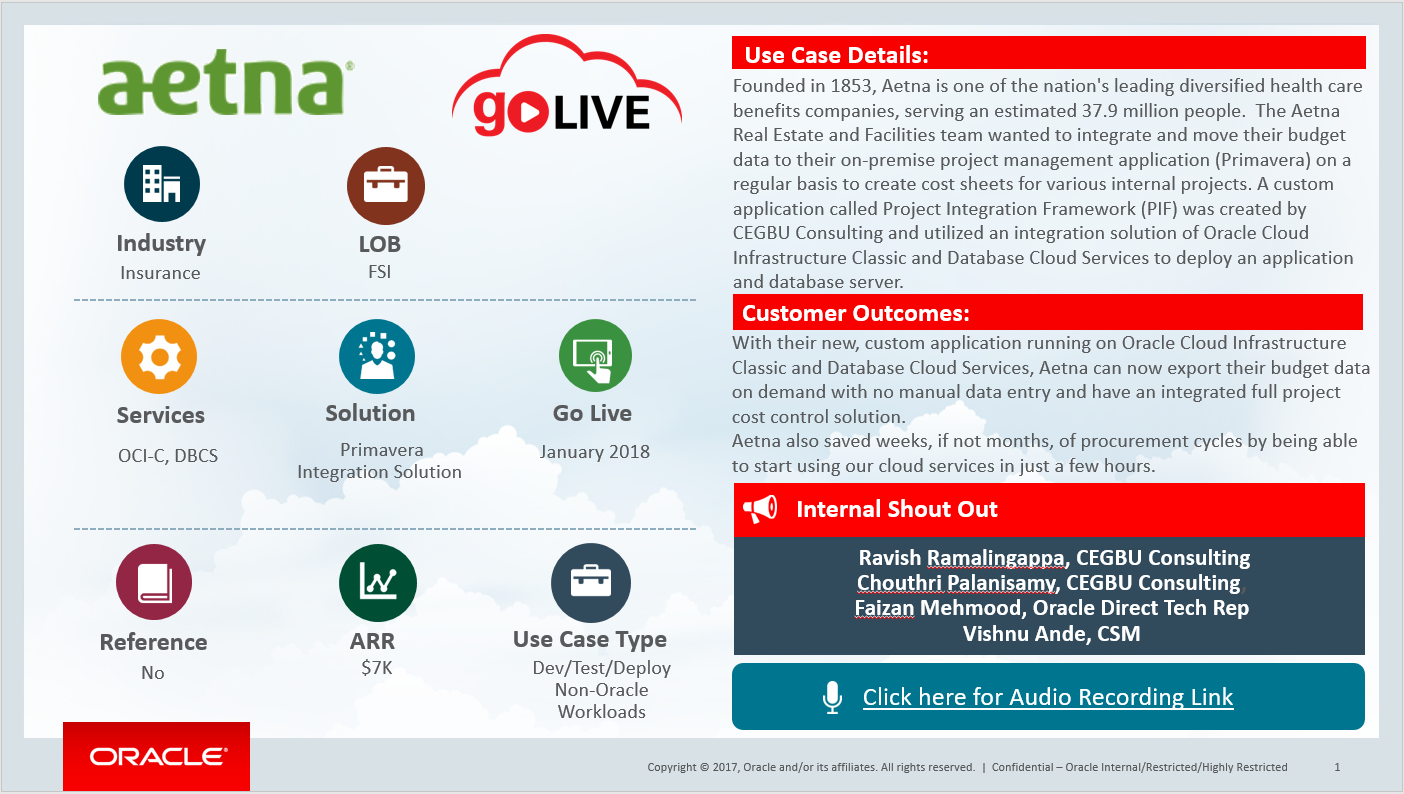 aetna®
go LIVE
Industry
Insurance
LOB
FSI
Services
OCI-C, DBCS
Solution
Primavera
Integration Solution
Go Live
January 2018
Reference
No
ARR
$7K
Use Case Type
Dev/Test/Deploy
Non-Oracle
Workloads
Use Case Details:
Founded in 1853, Aetna is one of the nation's leading diversified health care
benefits companies, serving an estimated 37.9 million people.  The Aetna
Real Estate and Facilities team wanted to integrate and move their budget
data to their on-premise project management application (Primavera) on a
regular basis to create cost sheets for various internal projects. A custom
application called Project Integration Framework (PIF) was created by
CEGBU Consulting and utilized an integration solution of Oracle Cloud
Infrastructure Classic and Database Cloud Services to deploy an application
and database server.
Customer Outcomes:
With their new, custom application running on Oracle Cloud Infrastructure
Classic and Database Cloud Services, Aetna can now export their budget data
on demand with no manual data entry and have an integrated full project
cost control solution.
Aetna also saved weeks, if not months, of procurement cycles by being able
to start using our cloud services in just a few hours.
Internal Shout Out
Ravish Ramalingappa, CEGBU Consulting
Chouthri Palanisamy, CEGBU Consulting
Faizan Mehmood, Oracle Direct Tech Rep
Vishnu Ande, CSM
Click here for Audio Recording Link
ORACLE®
Copyright © 2017, Oracle and/or its affiliates. All rights reserved.  |  Confidential – Oracle Internal/Restricted/Highly Restricted
1